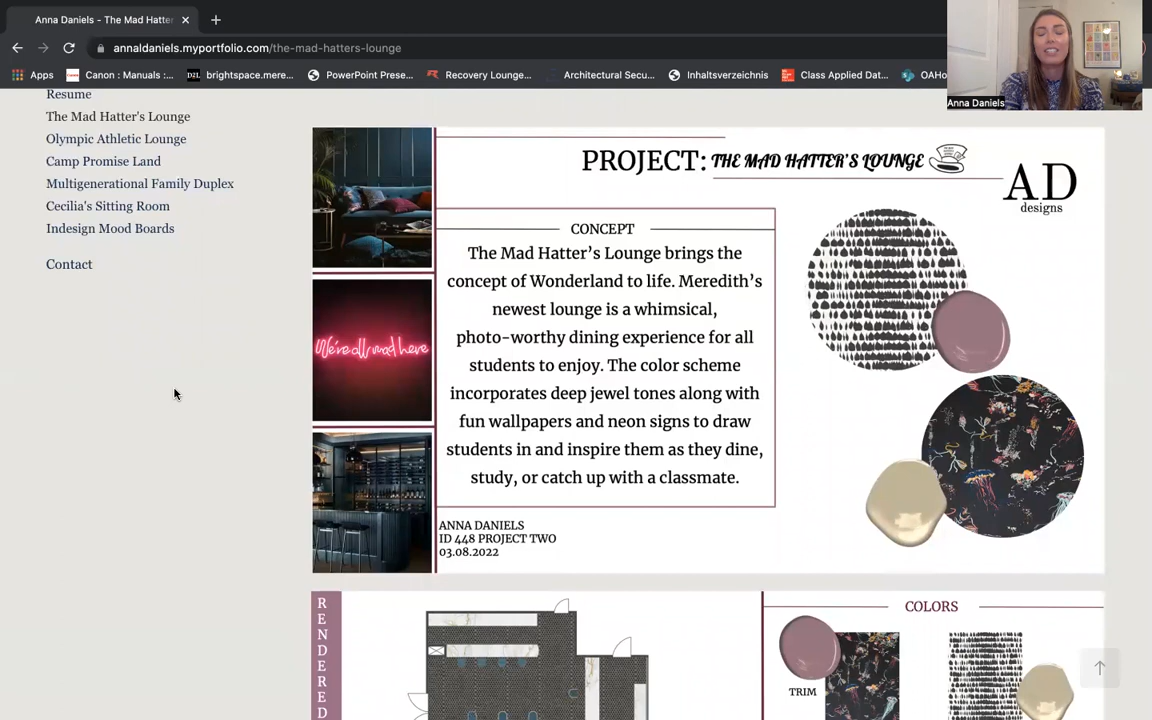 Anna Daniels - The Mad Hatter
annaldaniels.myportfolio.com/the-mad-hatters-lounge
Apps
Canon : Manuals :...
DZL
brightspace.mere...
PowerPoint Prese...
Recovery Lounge...
Architectural Secu...
Inhaltsverzeichnis
Class Applied Dat...
OAHo
Anna Daniels
Resume
The Mad Hatter's Lounge
Olympic Athletic Lounge
Camp Promise Land
Multigenerational Family Duplex
Cecilia's Sitting Room
Indesign Mood Boards
Contact
PROJECT: THE MAD HATTER'S LOUNGE
AD
designs
CONCEPT
The Mad Hatter's Lounge brings the
concept of Wonderland to life. Meredith's
newest lounge is a whimsical,
photo-worthy dining experience for all
students to enjoy. The color scheme
incorporates deep jewel tones along with
fun wallpapers and neon signs to draw
students in and inspire them as they dine,
study, or catch up with a classmate.
We're all mad here
ANNA DANIELS
ID 448 PROJECT TWO
03.08.2022
RENDERED
COLORS
TRIM